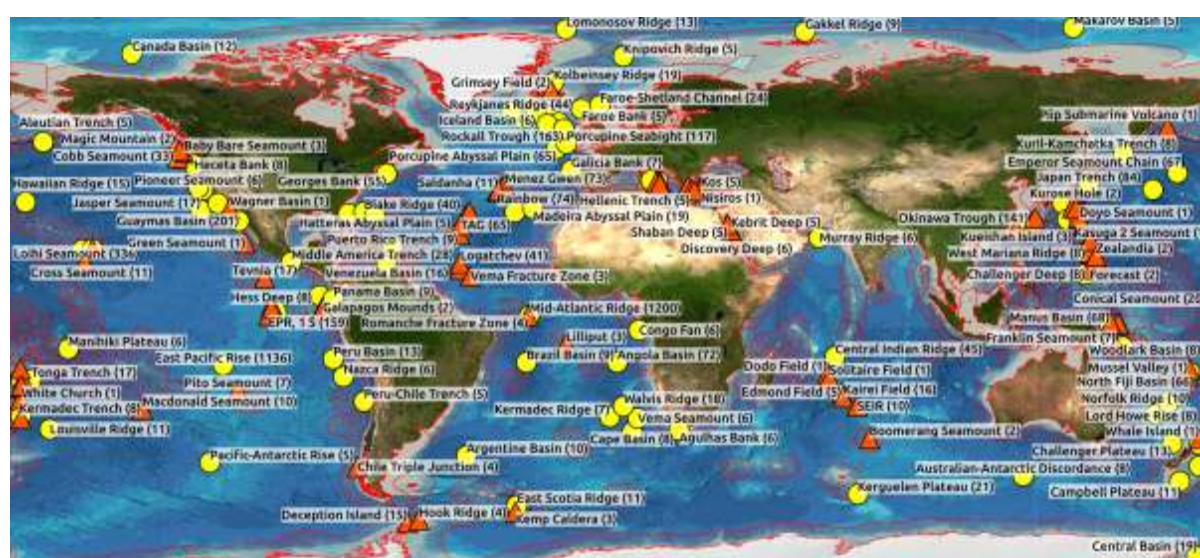 Lomonosov Ridge (13)
Gakkel Ridge (9)
Makarov Basin (5)
Canada Basin (12)
Knipovich Ridge (5)
Kolbeinsey Ridge (19)
Grimsey Field (2)
Faroe-Shetland Channel (24)
Reykjanes Ridge (44)
Faroe Bank (5)
Iceland Basin (6)
Rockall Trough (163)
Porcupine Seabight (117)
Aleutian Trench (5)
Magic Mountain (2)
Baby Bare Seamount (3)
Cobb Seamount (33)
Heceta Bank (8)
Porcupine Abyssal Plain (65)
Galicia Bank (7)
Piip Submarine Volcano (1)
Kuril-Kamchatka Trench (8)
Emperor Seamount Chain (67)
Japan Trench (84)
Kurose Hole (2)
Hawaiian Ridge (15)
Pioneer Seamount (6)
Georges Bank (55)
Saldanha (11)
Menez Gwen (73)
Kos (5)
Nisiros (1)
Hellenic Trench (5)
Rainbow (74)
Jasper Seamount (17)
Wagner Basin (1)
Blake Ridge (40)
Madeira Abyssal Plain (19)
Kebrit Deep (5)
Shaban Deep (5)
Discovery Deep (6)
Murray Ridge (6)
Okinawa Trough (141)
Doyo Seamount (1)
Kueishan Island (3)
Kasuga 2 Seamount (
West Mariana Ridge (8)
Zealandia (2)
Challenger Deep (8)
Forecast (2)
Guaymas Basin (201)
Hatteras Abyssal Plain (5)
TAG (65)
Green Seamount (1)
Puerto Rico Trench (9)
Loihi Seamount (336)
Middle America Trench (28)
Logatchev (41)
Cross Seamount (11)
Tevnia (17)
Venezuela Basin (16)
Vema Fracture Zone (3)
Hess Deep (8)
Panama Basin (9)
Galapagos Mounds (2)
Mid-Atlantic Ridge (1200)
EPR, 1 S (159)
Romanche Fracture Zone (4)
Conical Seamount (2
Manus Basin (68)
Franklin Seamount (7)
Woodlark Basin (8)
Lilliput (3)
Congo Fan (6)
Manihiki Plateau (6)
East Pacific Rise (1136)
Peru Basin (13)
Brazil Basin (9)
Angola Basin (72)
Dodo Field (1)
Central Indian Ridge (45)
Solitaire Field (1)
Mussel Valley (1)
North Fiji Basin (66)
Tonga Trench (17)
Pito Seamount (7)
Nazca Ridge (6)
Edmond Field (5)
Kairei Field (16)
White Church (1)
Macdonald Seamount (10)
Peru-Chile Trench (5)
Walvis Ridge (18)
SEIR (10)
Norfolk Ridge (10)
Kermadec Trench (8)
Kermadec Ridge (7)
Vema Seamount (6)
Lord Howe Rise (8)
Louisville Ridge (11)
Cape Basin (8)
Agulhas Bank (6)
Boomerang Seamount (2)
Whale Island (1)
Challenger Plateau (13)
Pacific-Antarctic Rise (5)
Argentine Basin (10)
Chile Triple Junction (4)
Australian-Antarctic Discordance (8)
Kerguelen Plateau (21)
Campbell Plateau (11)
East Scotia Ridge (11)
Deception Island (15)
Hook Ridge (4)
Kemp Caldera (3)
Central Basin (19)